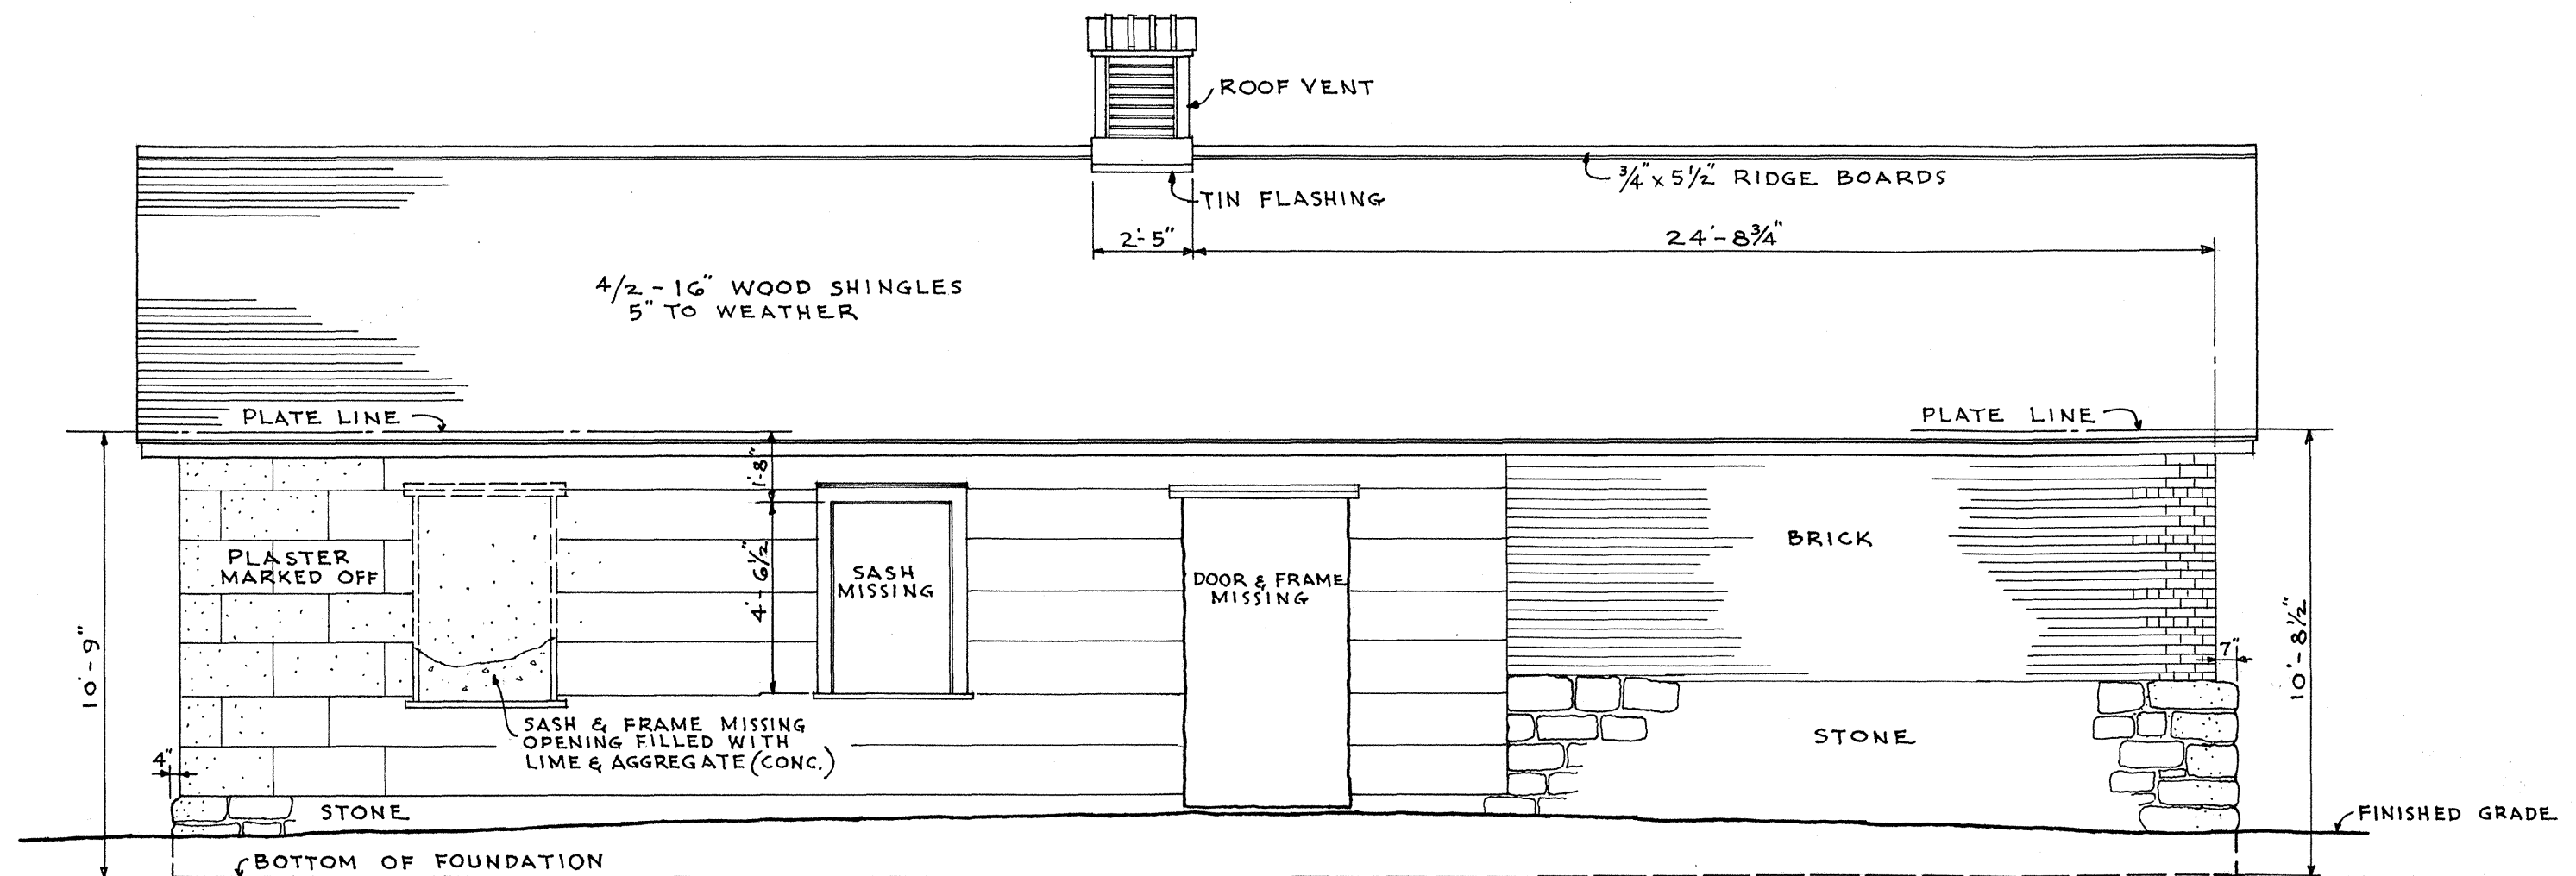 ROOF VENT
3/4" x 5 1/2" RIDGE BOARDS
TIN FLASHING
2'-5"
24'-8 3/4"
4/2 - 16" WOOD SHINGLES
5" TO WEATHER
PLATE LINE
PLATE LINE
1'-8"
BRICK
PLASTER
MARKED OFF
4'-6 1/2"
SASH
MISSING
DOOR & FRAME
MISSING
10'-9"
10'-8 1/2"
7"
SASH & FRAME MISSING
OPENING FILLED WITH
LIME & AGGREGATE (CONC.)
STONE
4"
STONE
FINISHED GRADE
BOTTOM OF FOUNDATION